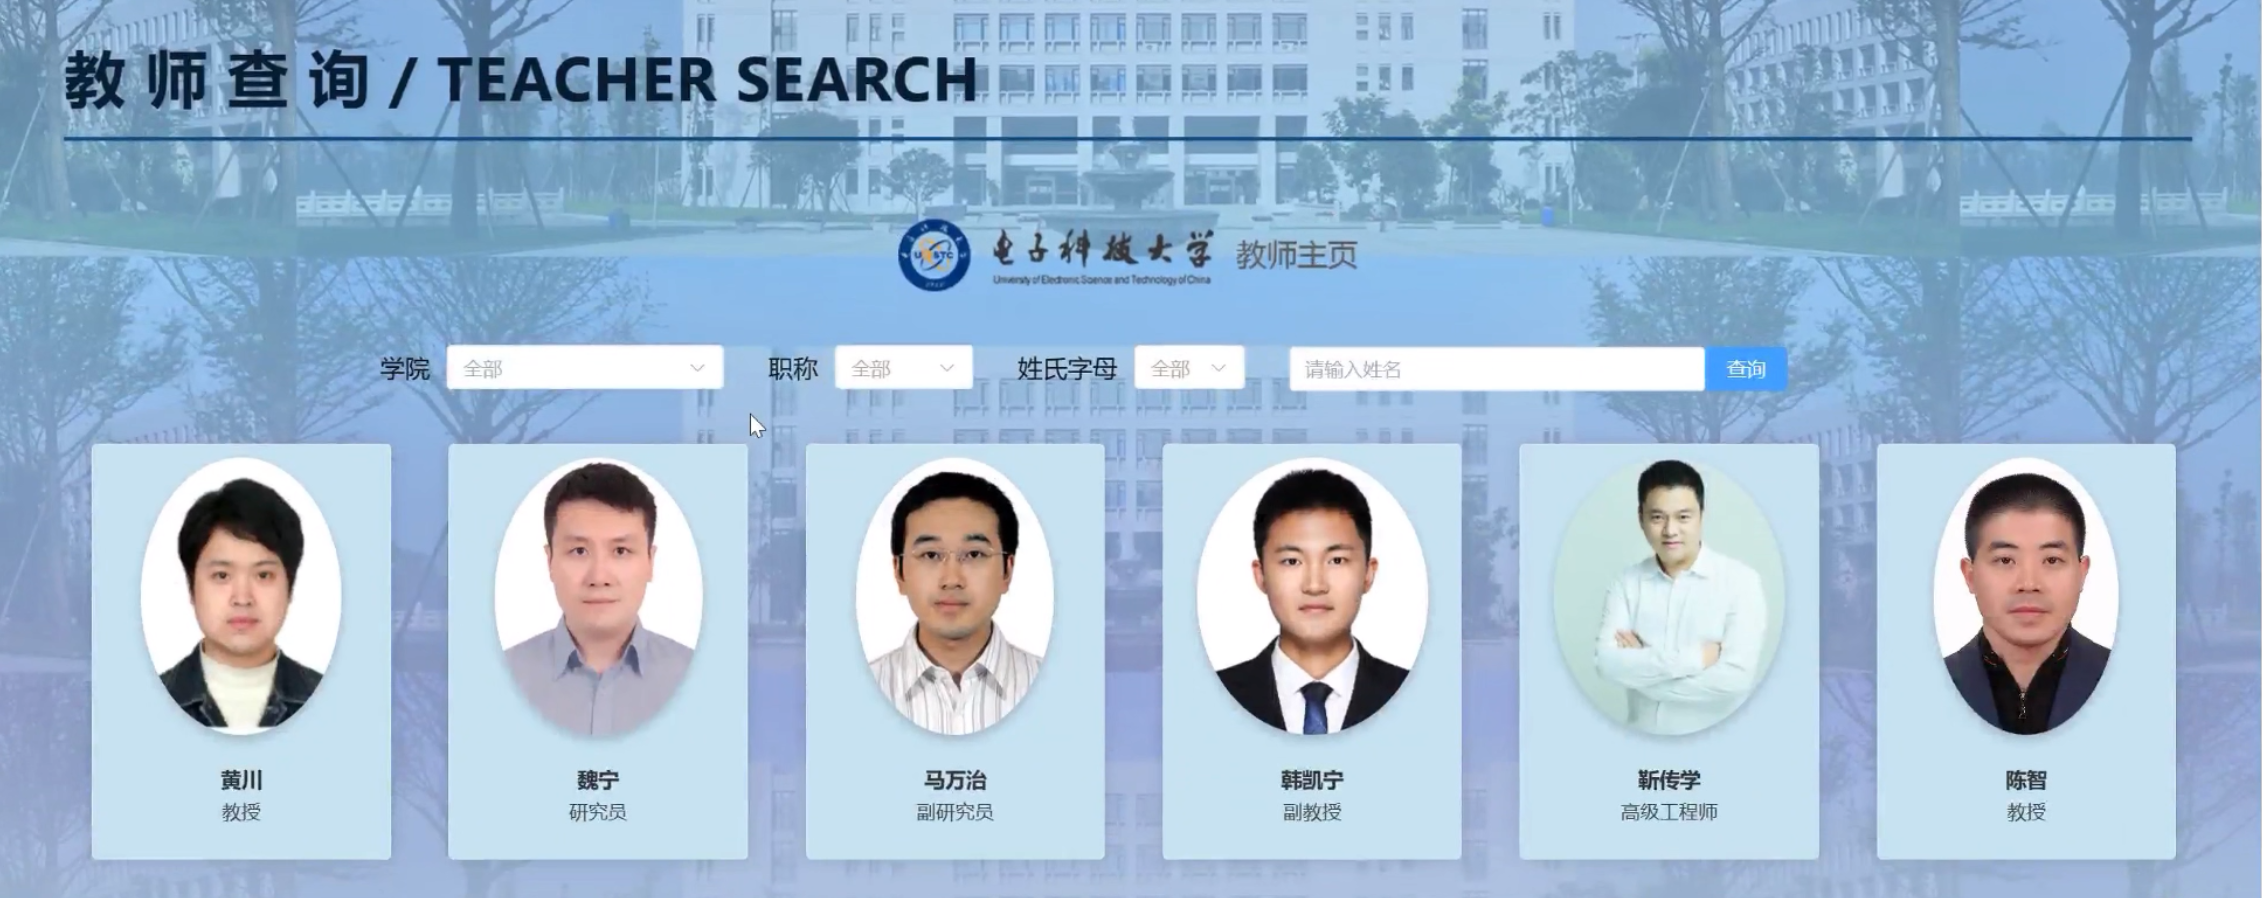 教师查询 / TEACHER SEARCH
电子科技大学 教师主页
University of Electronic Science and Technology of China
学院 全部 职称 全部 姓氏字母 全部 请输入姓名 查询
黄川 魏宁 马万治 韩凯宁 靳传学 陈智
教授 研究员 副研究员 副教授 高级工程师 教授